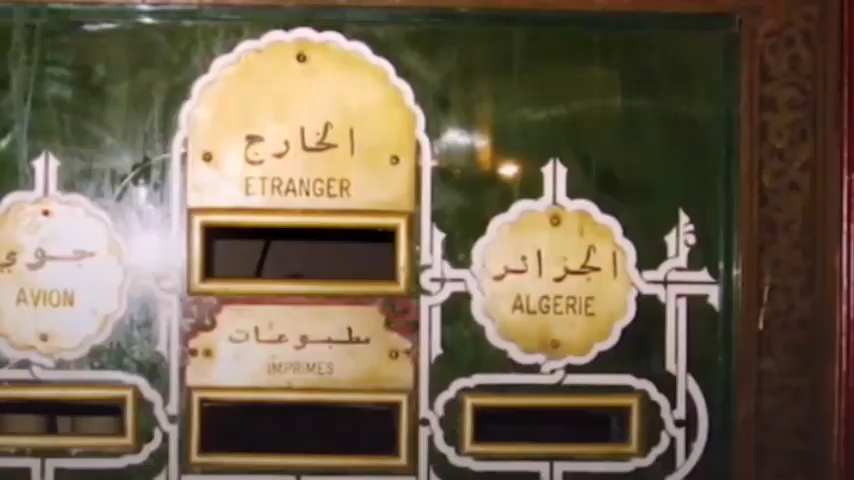 الخارج
ETRANGER
جوي
AVION
الجزائر
ALGERIE
مطبوعات
IMPRIMES